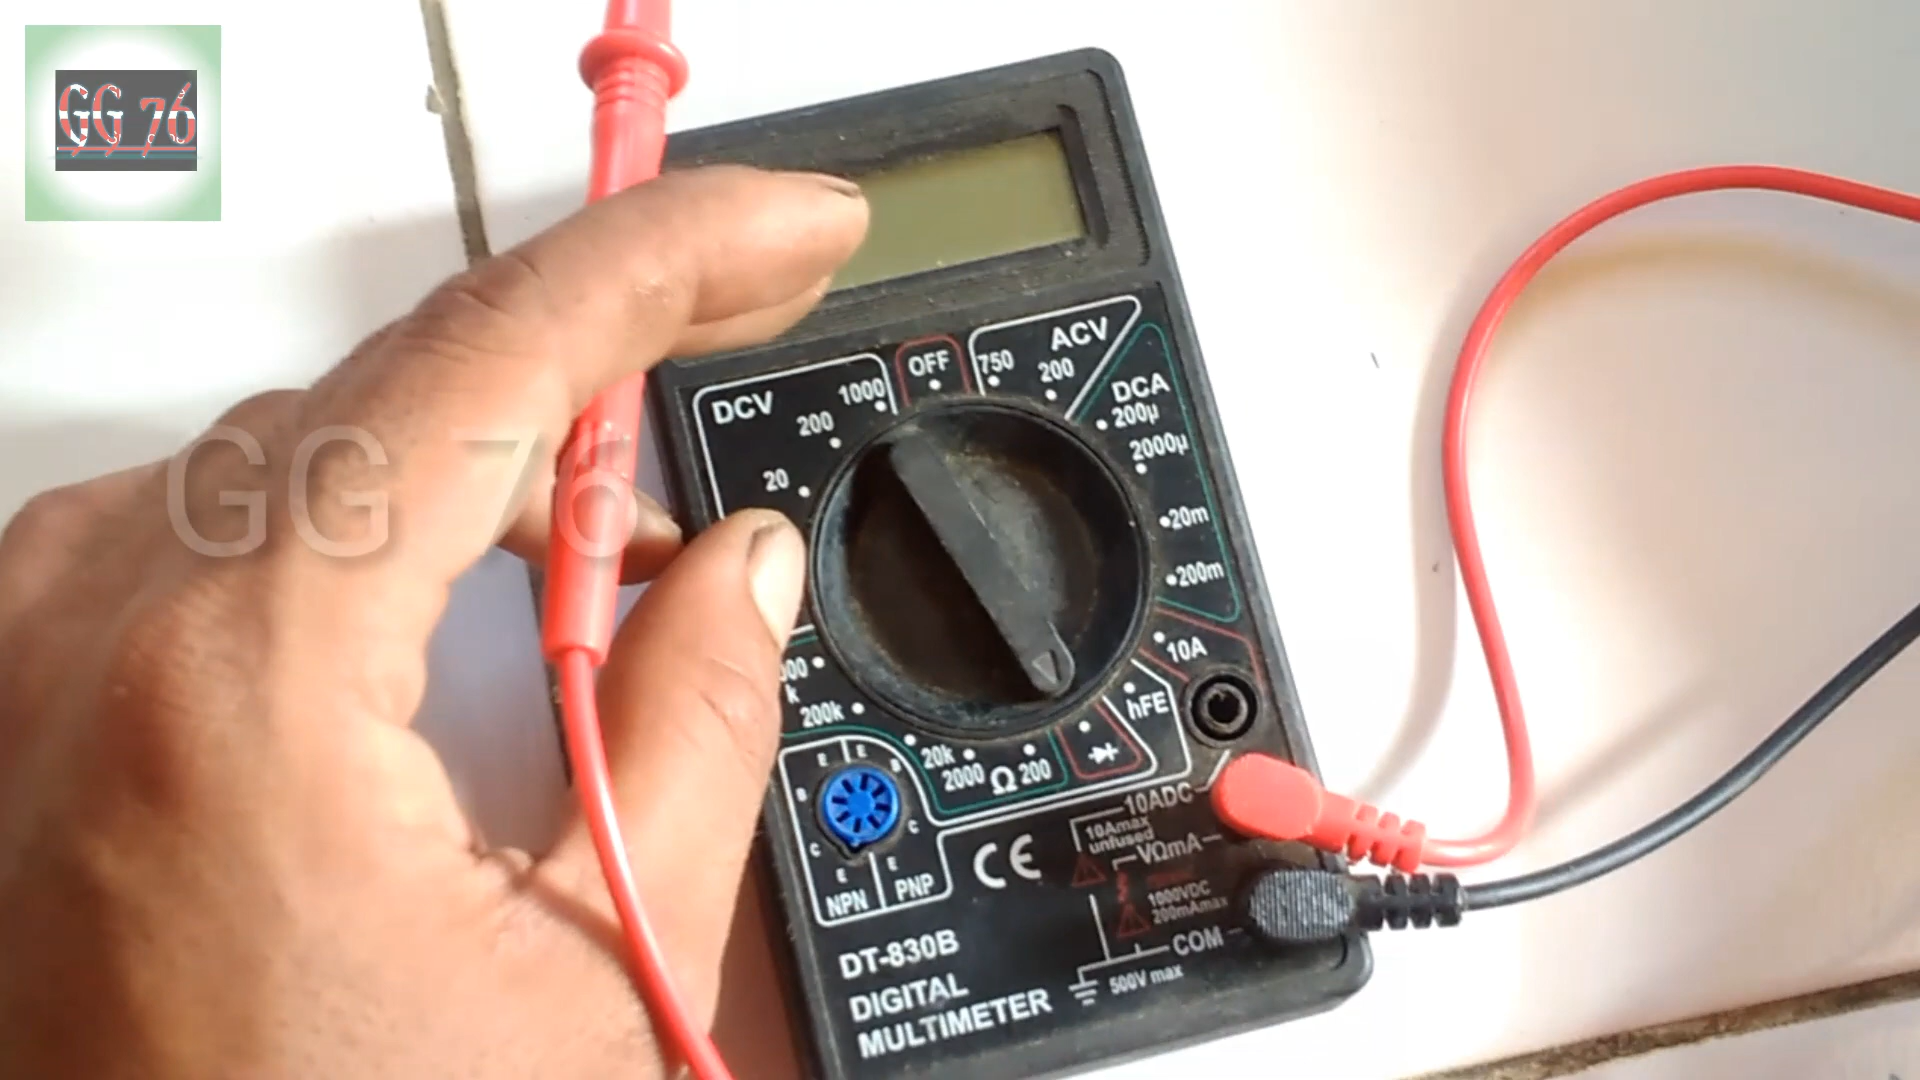 GG 76
OFF
ACV
750
200
DCV
1000
200
20
DCA
200µ
2000µ
20m
200m
10A
hFE
k
200k
20k
2000
Ω
200
10ADC
10Amax
unfused
VΩmA
1000VDC
200mAmax
COM
500V max
E
E
B
B
C
C
E
E
NPN
PNP
CE
DT-830B
DIGITAL
MULTIMETER
GG 76